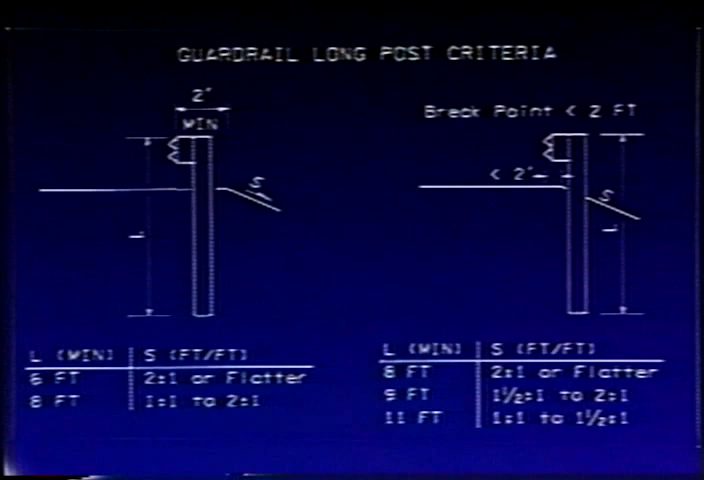 GUARDRAIL LONG POST CRITERIA
2'
MIN
S
L
L (MIN) S (FT/FT)
6 FT 2:1 or Flatter
8 FT 1:1 to 2:1
Break Point < 2 FT
< 2'
S
L
L (MIN) S (FT/FT)
8 FT 2:1 or Flatter
9 FT 1½:1 to 2:1
11 FT 1:1 to 1½:1